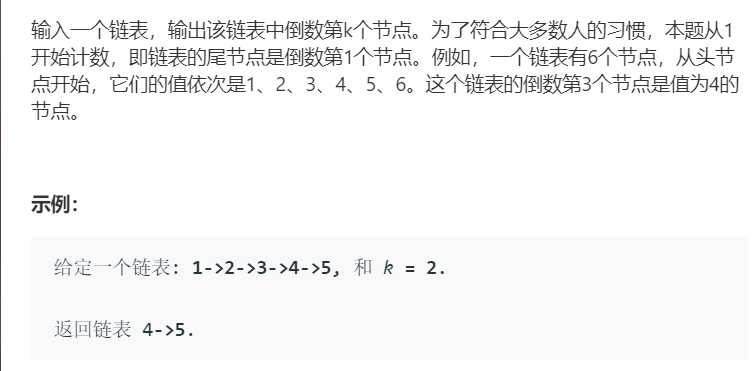 输入一个链表，输出该链表中倒数第k个节点。为了符合大多数人的习惯，本题从1
开始计数，即链表的尾节点是倒数第1个节点。例如，一个链表有6个节点，从头节
点开始，它们的值依次是1、2、3、4、5、6。这个链表的倒数第3个节点是值为4的
节点。
示例：
给定一个链表: 1->2->3->4->5, 和 k = 2.
返回链表 4->5.